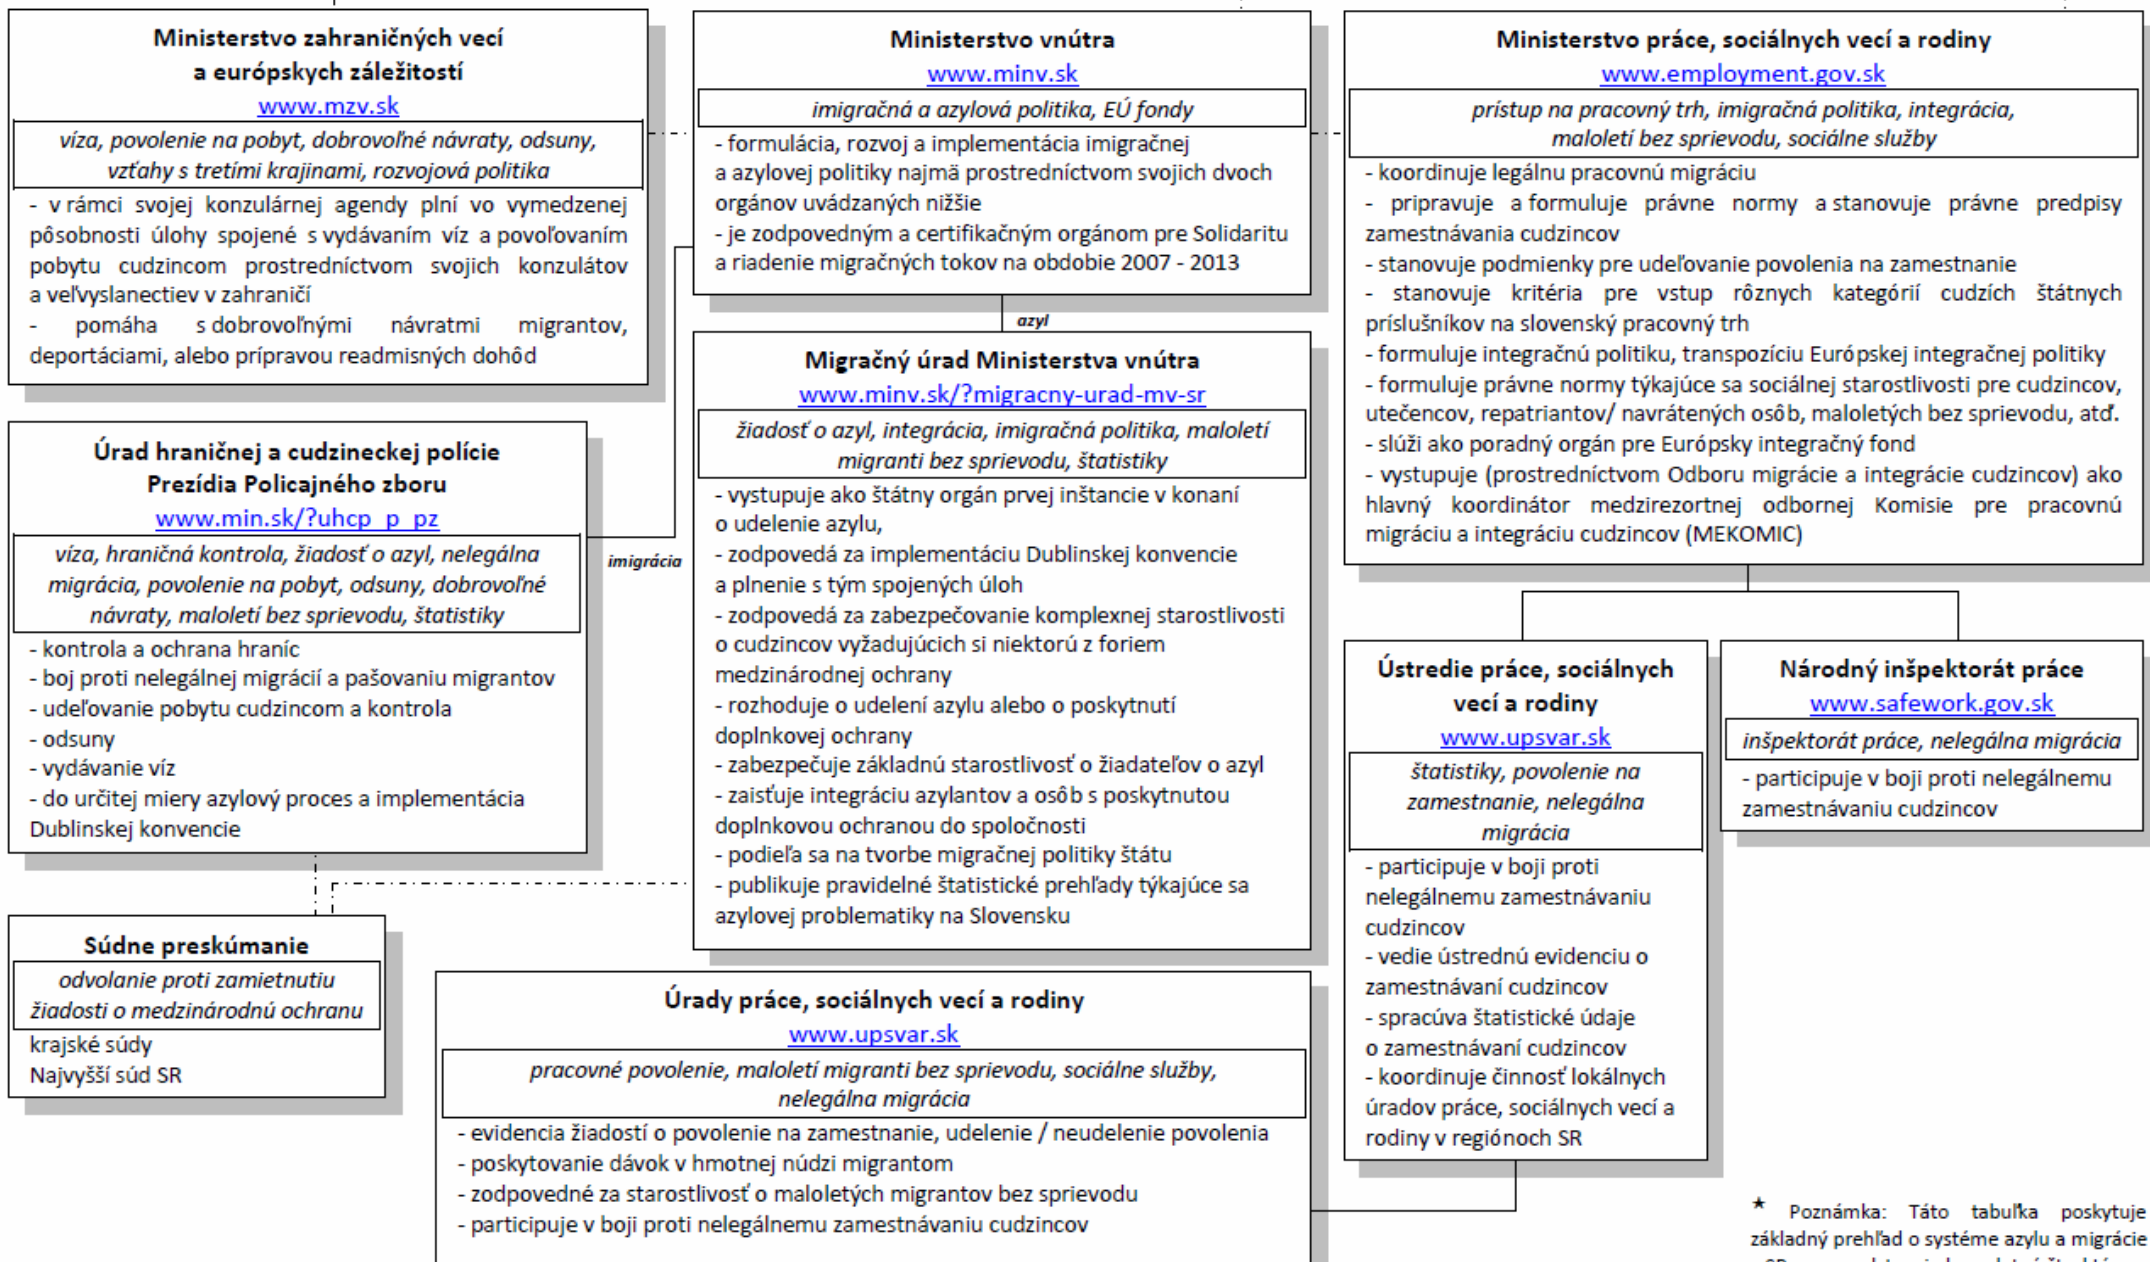 Ministerstvo zahraničných vecí
a európskych záležitostí
www.mzv.sk
víza, povolenie na pobyt, dobrovoľné návraty, odsuny,
vzťahy s tretími krajinami, rozvojová politika
- v rámci svojej konzulárnej agendy plní vo vymedzenej
pôsobnosti úlohy spojené s vydávaním víz a povoľovaním
pobytu cudzincom prostredníctvom svojich konzulátov
a veľvyslanectiev v zahraničí
- pomáha s dobrovoľnými návratmi migrantov,
deportáciami, alebo prípravou readmisných dohôd
Ministerstvo vnútra
www.minv.sk
imigračná a azylová politika, EÚ fondy
- formulácia, rozvoj a implementácia imigračnej
a azylovej politiky najmä prostredníctvom svojich dvoch
orgánov uvádzaných nižšie
- je zodpovedným a certifikačným orgánom pre Solidaritu
a riadenie migračných tokov na obdobie 2007 - 2013
Ministerstvo práce, sociálnych vecí a rodiny
www.employment.gov.sk
prístup na pracovný trh, imigračná politika, integrácia,
maloletí bez sprievodu, sociálne služby
- koordinuje legálnu pracovnú migráciu
- pripravuje a formuluje právne normy a stanovuje právne predpisy
zamestnávania cudzincov
- stanovuje podmienky pre udeľovanie povolenia na zamestnanie
- stanovuje kritéria pre vstup rôznych kategórií cudzích štátnych
príslušníkov na slovenský pracovný trh
- formuluje integračnú politiku, transpozíciu Európskej integračnej politiky
- formuluje právne normy týkajúce sa sociálnej starostlivosti pre cudzincov,
utečencov, repatriantov/ navrátených osôb, maloletých bez sprievodu, atď.
- slúži ako poradný orgán pre Európsky integračný fond
- vystupuje (prostredníctvom Odboru migrácie a integrácie cudzincov) ako
hlavný koordinátor medzirezortnej odbornej Komisie pre pracovnú
migráciu a integráciu cudzincov (MEKOMIC)
azyl
Migračný úrad Ministerstva vnútra
www.minv.sk/?migracny-urad-mv-sr
žiadosť o azyl, integrácia, imigračná politika, maloletí
migranti bez sprievodu, štatistiky
- vystupuje ako štátny orgán prvej inštancie v konaní
o udelenie azylu,
- zodpovedá za implementáciu Dublinskej konvencie
a plnenie s tým spojených úloh
- zodpovedá za zabezpečovanie komplexnej starostlivosti
o cudzincov vyžadujúcich si niektorú z foriem
medzinárodnej ochrany
- rozhoduje o udelení azylu alebo o poskytnutí
doplnkovej ochrany
- zabezpečuje základnú starostlivosť o žiadateľov o azyl
- zaisťuje integráciu azylantov a osôb s poskytnutou
doplnkovou ochranou do spoločnosti
- podieľa sa na tvorbe migračnej politiky štátu
- publikuje pravidelné štatistické prehľady týkajúce sa
azylovej problematiky na Slovensku
Úrad hraničnej a cudzineckej polície
Prezídia Policajného zboru
www.min.sk/?uhcp_p_pz
víza, hraničná kontrola, žiadosť o azyl, nelegálna
migrácia, povolenie na pobyt, odsuny, dobrovoľné
návraty, maloletí bez sprievodu, štatistiky
- kontrola a ochrana hraníc
- boj proti nelegálnej migrácií a pašovaniu migrantov
- udeľovanie pobytu cudzincom a kontrola
- odsuny
- vydávanie víz
- do určitej miery azylový proces a implementácia
Dublinskej konvencie
imigrácia
Ústredie práce, sociálnych
vecí a rodiny
www.upsvar.sk
štatistiky, povolenie na
zamestnanie, nelegálna
migrácia
- participuje v boji proti
nelegálnemu zamestnávaniu
cudzincov
- vedie ústrednú evidenciu o
zamestnávaní cudzincov
- spracúva štatistické údaje
o zamestnávaní cudzincov
- koordinuje činnosť lokálnych
úradov práce, sociálnych vecí a
rodiny v regiónoch SR
Národný inšpektorát práce
www.safework.gov.sk
inšpektorát práce, nelegálna migrácia
- participuje v boji proti nelegálnemu
zamestnávaniu cudzincov
Súdne preskúmanie
odvolanie proti zamietnutiu
žiadosti o medzinárodnú ochranu
krajské súdy
Najvyšší súd SR
Úrady práce, sociálnych vecí a rodiny
www.upsvar.sk
pracovné povolenie, maloletí migranti bez sprievodu, sociálne služby,
nelegálna migrácia
- evidencia žiadostí o povolenie na zamestnanie, udelenie / neudelenie povolenia
- poskytovanie dávok v hmotnej núdzi migrantom
- zodpovedné za starostlivosť o maloletých migrantov bez sprievodu
- participuje v boji proti nelegálnemu zamestnávaniu cudzincov
★ Poznámka: Táto tabuľka poskytuje
základný prehľad o systéme azylu a migrácie